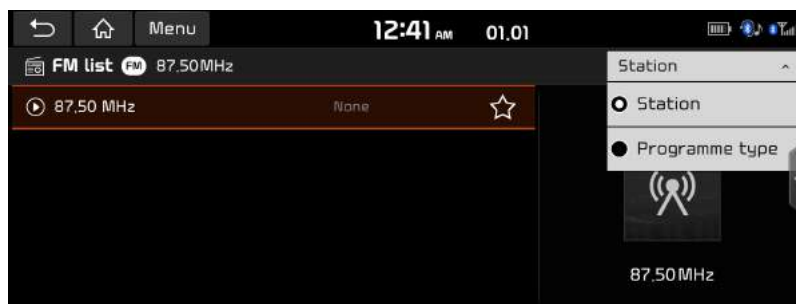 Menu 12:41 AM 01.01
FM list FM 87.50MHz
Station
87.50 MHz None
Station
Programme type
87.50MHz